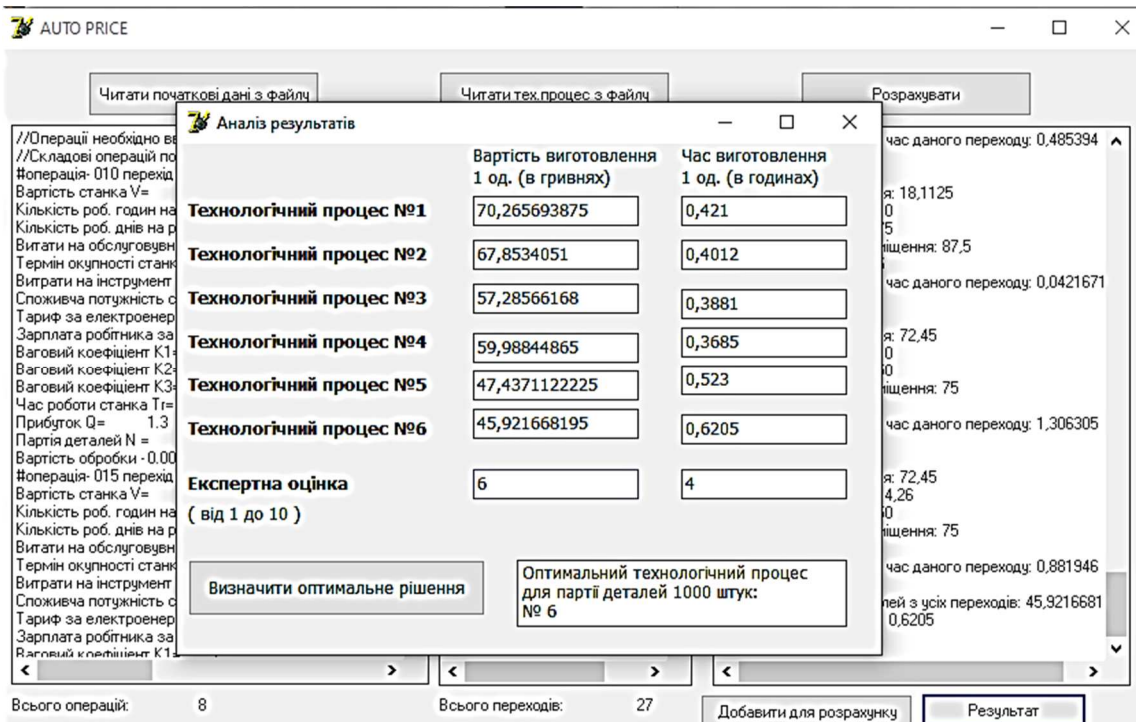 AUTO PRICE
Читати початкові дані з файлу
Читати тех.процес з файлу
Розрахувати
//Операції необхідно
//Складові операцій
#операція- 010 перехід
Вартість станка V=
Кількість роб. годин на
Кількість роб. днів на
Витати на обслуговувн
Термін окупності
Витрати на інструмент
Споживча потужність
Тариф за електроенер
Зарплата робітника за
Ваговий коефіцієнт K1=
Ваговий коефіцієнт K2=
Ваговий коефіцієнт K3=
Час роботи станка Tг=
Прибуток Q= 1.3
Партія деталей N =
Вартість обробки -0.00
#операція- 015 перехід
Вартість станка V=
Кількість роб. годин на
Кількість роб. днів на
Витати на обслуговувн
Термін окупності
Витрати на інструмент
Споживча потужність
Тариф за електроенер
Зарплата робітника за
Ваговий коефіцієнт K1=
Аналіз результатів
Вартість виготовлення
1 од. (в гривнях)
Час виготовлення
1 од. (в годинах)
Технологічний процес №1 70,265693875 0,421
Технологічний процес №2 67,8534051 0,4012
Технологічний процес №3 57,28566168 0,3881
Технологічний процес №4 59,98844865 0,3685
Технологічний процес №5 47,4371122225 0,523
Технологічний процес №6 45,921668195 0,6205
Експертна оцінка 6 4
( від 1 до 10 )
Визначити оптимальне рішення
Оптимальний технологічний процес
для партії деталей 1000 штук:
№ 6
час даного переходу: 0,485394
я: 18,1125
0
5
іщення: 87,5
час даного переходу: 0,0421671
я: 72,45
0
50
іщення: 75
час даного переходу: 1,306305
я: 72,45
4,26
50
іщення: 75
час даного переходу: 0,881946
лей з усіх переходів: 45,9216681
0,6205
Всього операцій: 8
Всього переходів: 27
Добавити для розрахунку
Результат